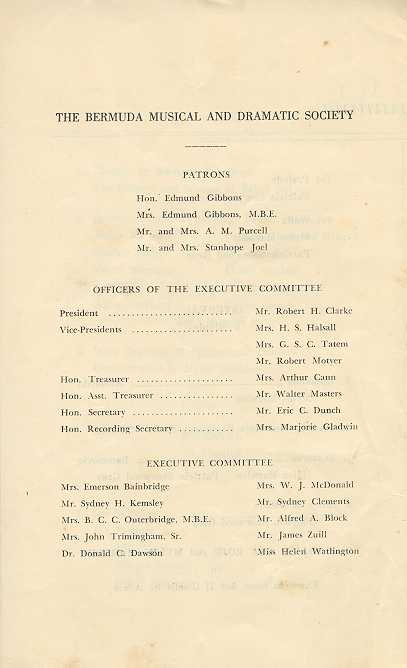 THE BERMUDA MUSICAL AND DRAMATIC SOCIETY
PATRONS
Hon. Edmund Gibbons
Mrs. Edmund Gibbons, M.B.E.
Mr. and Mrs. A. M. Purcell
Mr. and Mrs. Stanhope Joel
OFFICERS OF THE EXECUTIVE COMMITTEE
President .......................... Mr. Robert H. Clarke
Vice-Presidents ..................... Mrs. H. S. Halsall
Mrs. G. S. C. Tatem
Mr. Robert Motyer
Hon. Treasurer ..................... Mrs. Arthur Cann
Hon. Asst. Treasurer ................ Mr. Walter Masters
Hon. Secretary ..................... Mr. Eric C. Dunch
Hon. Recording Secretary ............ Mrs. Marjorie Gladwin
EXECUTIVE COMMITTEE
Mrs. Emerson Bainbridge Mrs. W. J. McDonald
Mr. Sydney H. Kemsley Mr. Sydney Clements
Mrs. B. C. C. Outerbridge, M.B.E. Mr. Alfred A. Block
Mrs. John Trimingham, Sr. Mr. James Zuill
Dr. Donald C. Dawson Miss Helen Watlington